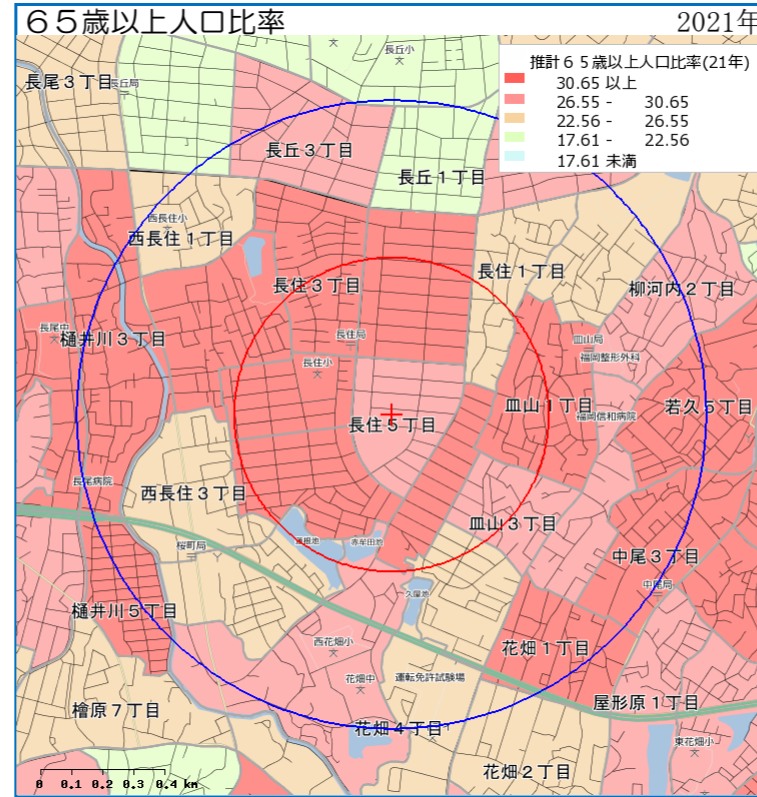 ６５歳以上人口比率
2021年
推計６５歳以上人口比率(21年)
30.65 以上
26.55 - 30.65
22.56 - 26.55
17.61 - 22.56
17.61 未満
長丘小
長尾３丁目
長丘局
長丘３丁目
長丘１丁目
西長住小
西長住１丁目
長住３丁目
長住１丁目
柳河内２丁目
長尾中
樋井川３丁目
長住局
皿山局
福岡整形外科
長住小
長住５丁目
皿山１丁目
福岡信和病院
若久５丁目
長尾病院
西長住３丁目
皿山３丁目
桜町局
中尾３丁目
中尾局
久保池
樋井川５丁目
西花畑小
花畑１丁目
花畑中
運転免許試験場
檜原７丁目
屋形原１丁目
花畑４丁目
東花畑小
花畑２丁目
0 0.1 0.2 0.3 0.4 km